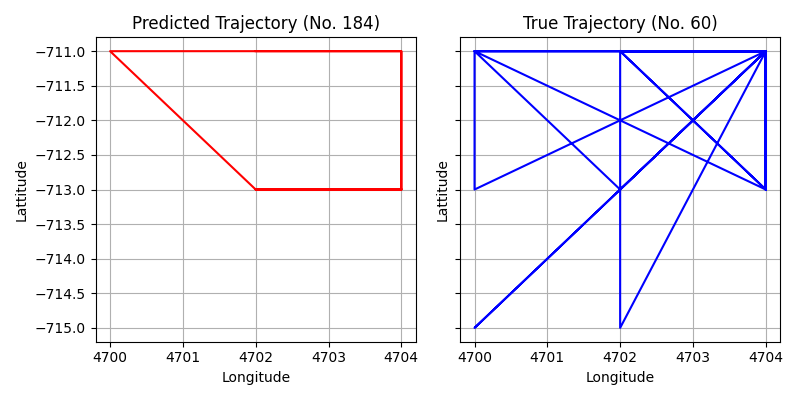 Predicted Trajectory (No. 184)
−711.0
−711.5
−712.0
−712.5
−713.0
−713.5
−714.0
−714.5
−715.0
Lattitude
4700 4701 4702 4703 4704
Longitude
True Trajectory (No. 60)
Lattitude
4700 4701 4702 4703 4704
Longitude